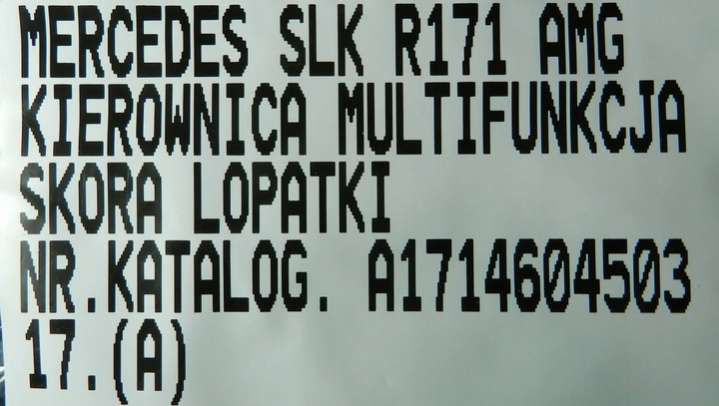 MERCEDES SLK R171 AMG
KIEROWNICA MULTIFUNKCJA
SKORA LOPATKI
NR.KATALOG. A1714604503
17.(A)